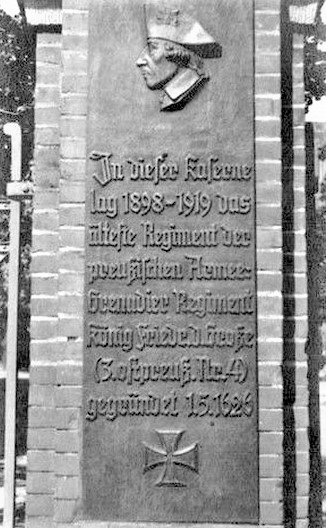 In dieser Kaserne
lag 1898-1919 das
älteste Regiment der
preußischen Armee-
Grenadier Regiment
König Friedr.d.Große
(3.ostpreuß.Nr.4)
gegründet 1.5.1626